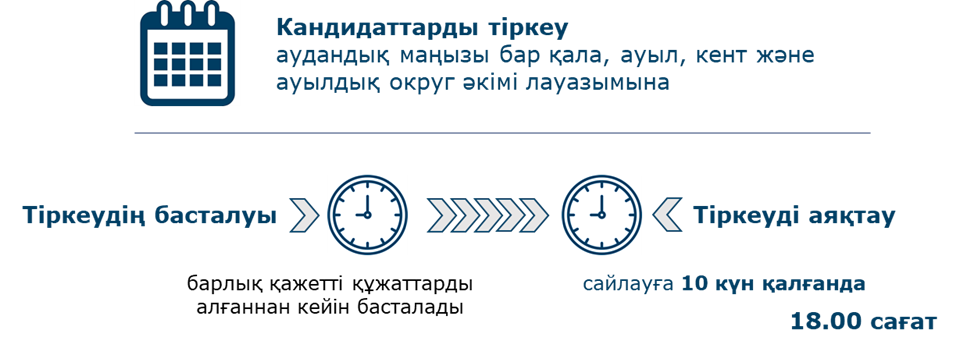 Кандидаттарды тіркеу
аудандық маңызы бар қала, ауыл, кент және
ауылдық округ әкімі лауазымына
Тіркеудің басталуы
Тіркеуді аяқтау
барлық қажетті құжаттарды
алғаннан кейін басталады
сайлауға 10 күн қалғанда
18.00 сағат